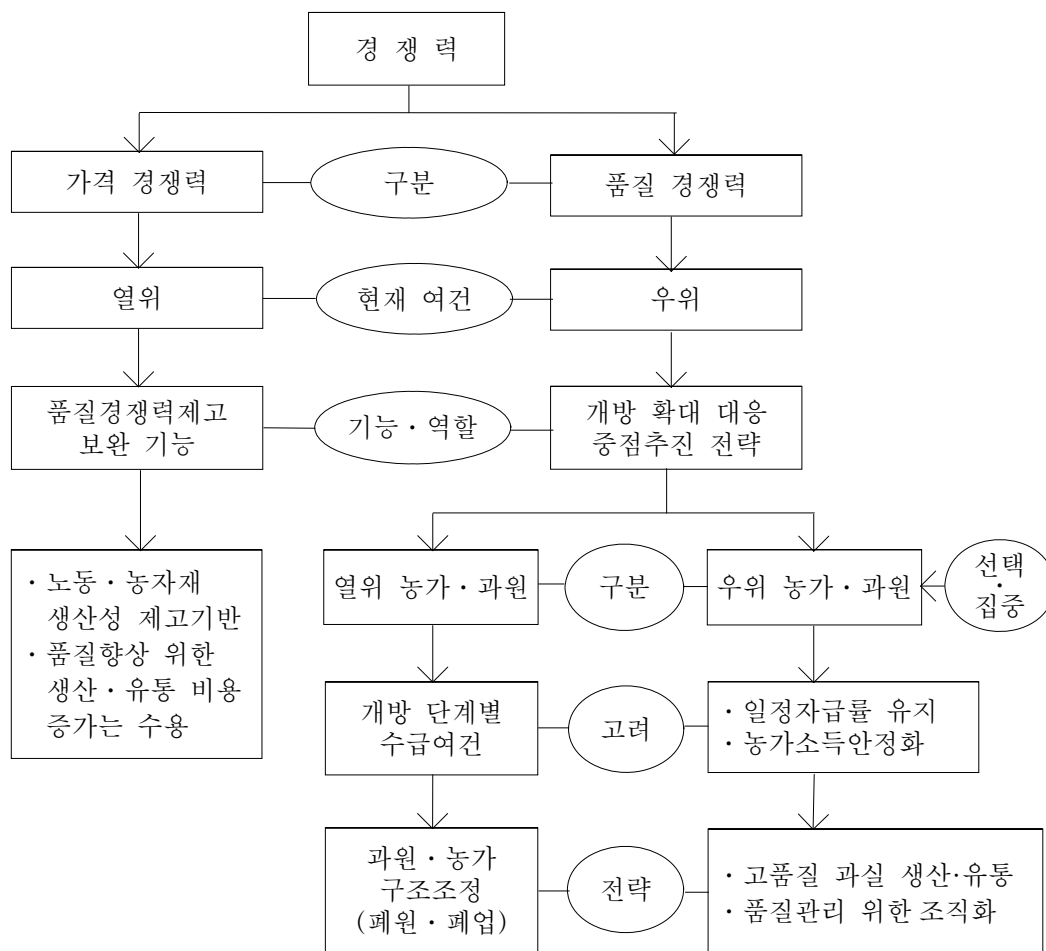 경 쟁 력
가격 경쟁력
구분
품질 경쟁력
열위
현재 여건
우위
품질경쟁력제고
보완 기능
기능·역할
개방 확대 대응
중점추진 전략
· 노동·농자재
생산성 제고기반
· 품질향상 위한
생산·유통 비용
증가는 수용
열위 농가·과원
구분
우위 농가·과원
선택
·
집중
개방 단계별
수급여건
고려
· 일정자급률 유지
· 농가소득안정화
과원·농가
구조조정
(폐원·폐업)
전략
· 고품질 과실 생산·유통
· 품질관리 위한 조직화